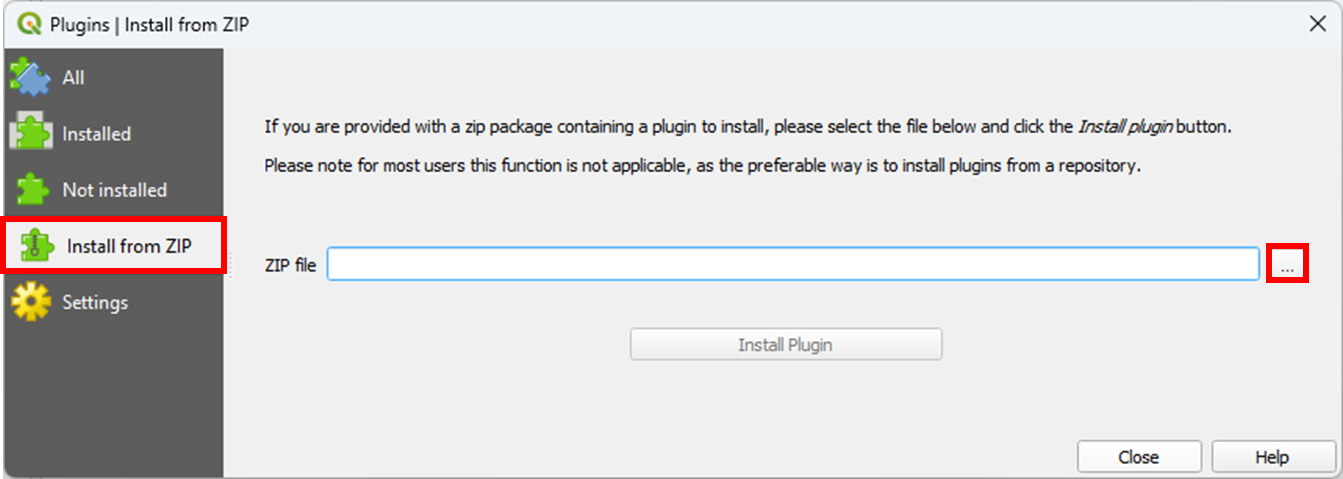 Plugins | Install from ZIP
All
Installed
Not installed
Install from ZIP
Settings
If you are provided with a zip package containing a plugin to install, please select the file below and click the Install plugin button.
Please note for most users this function is not applicable, as the preferable way is to install plugins from a repository.
ZIP file
...
Install Plugin
Close
Help